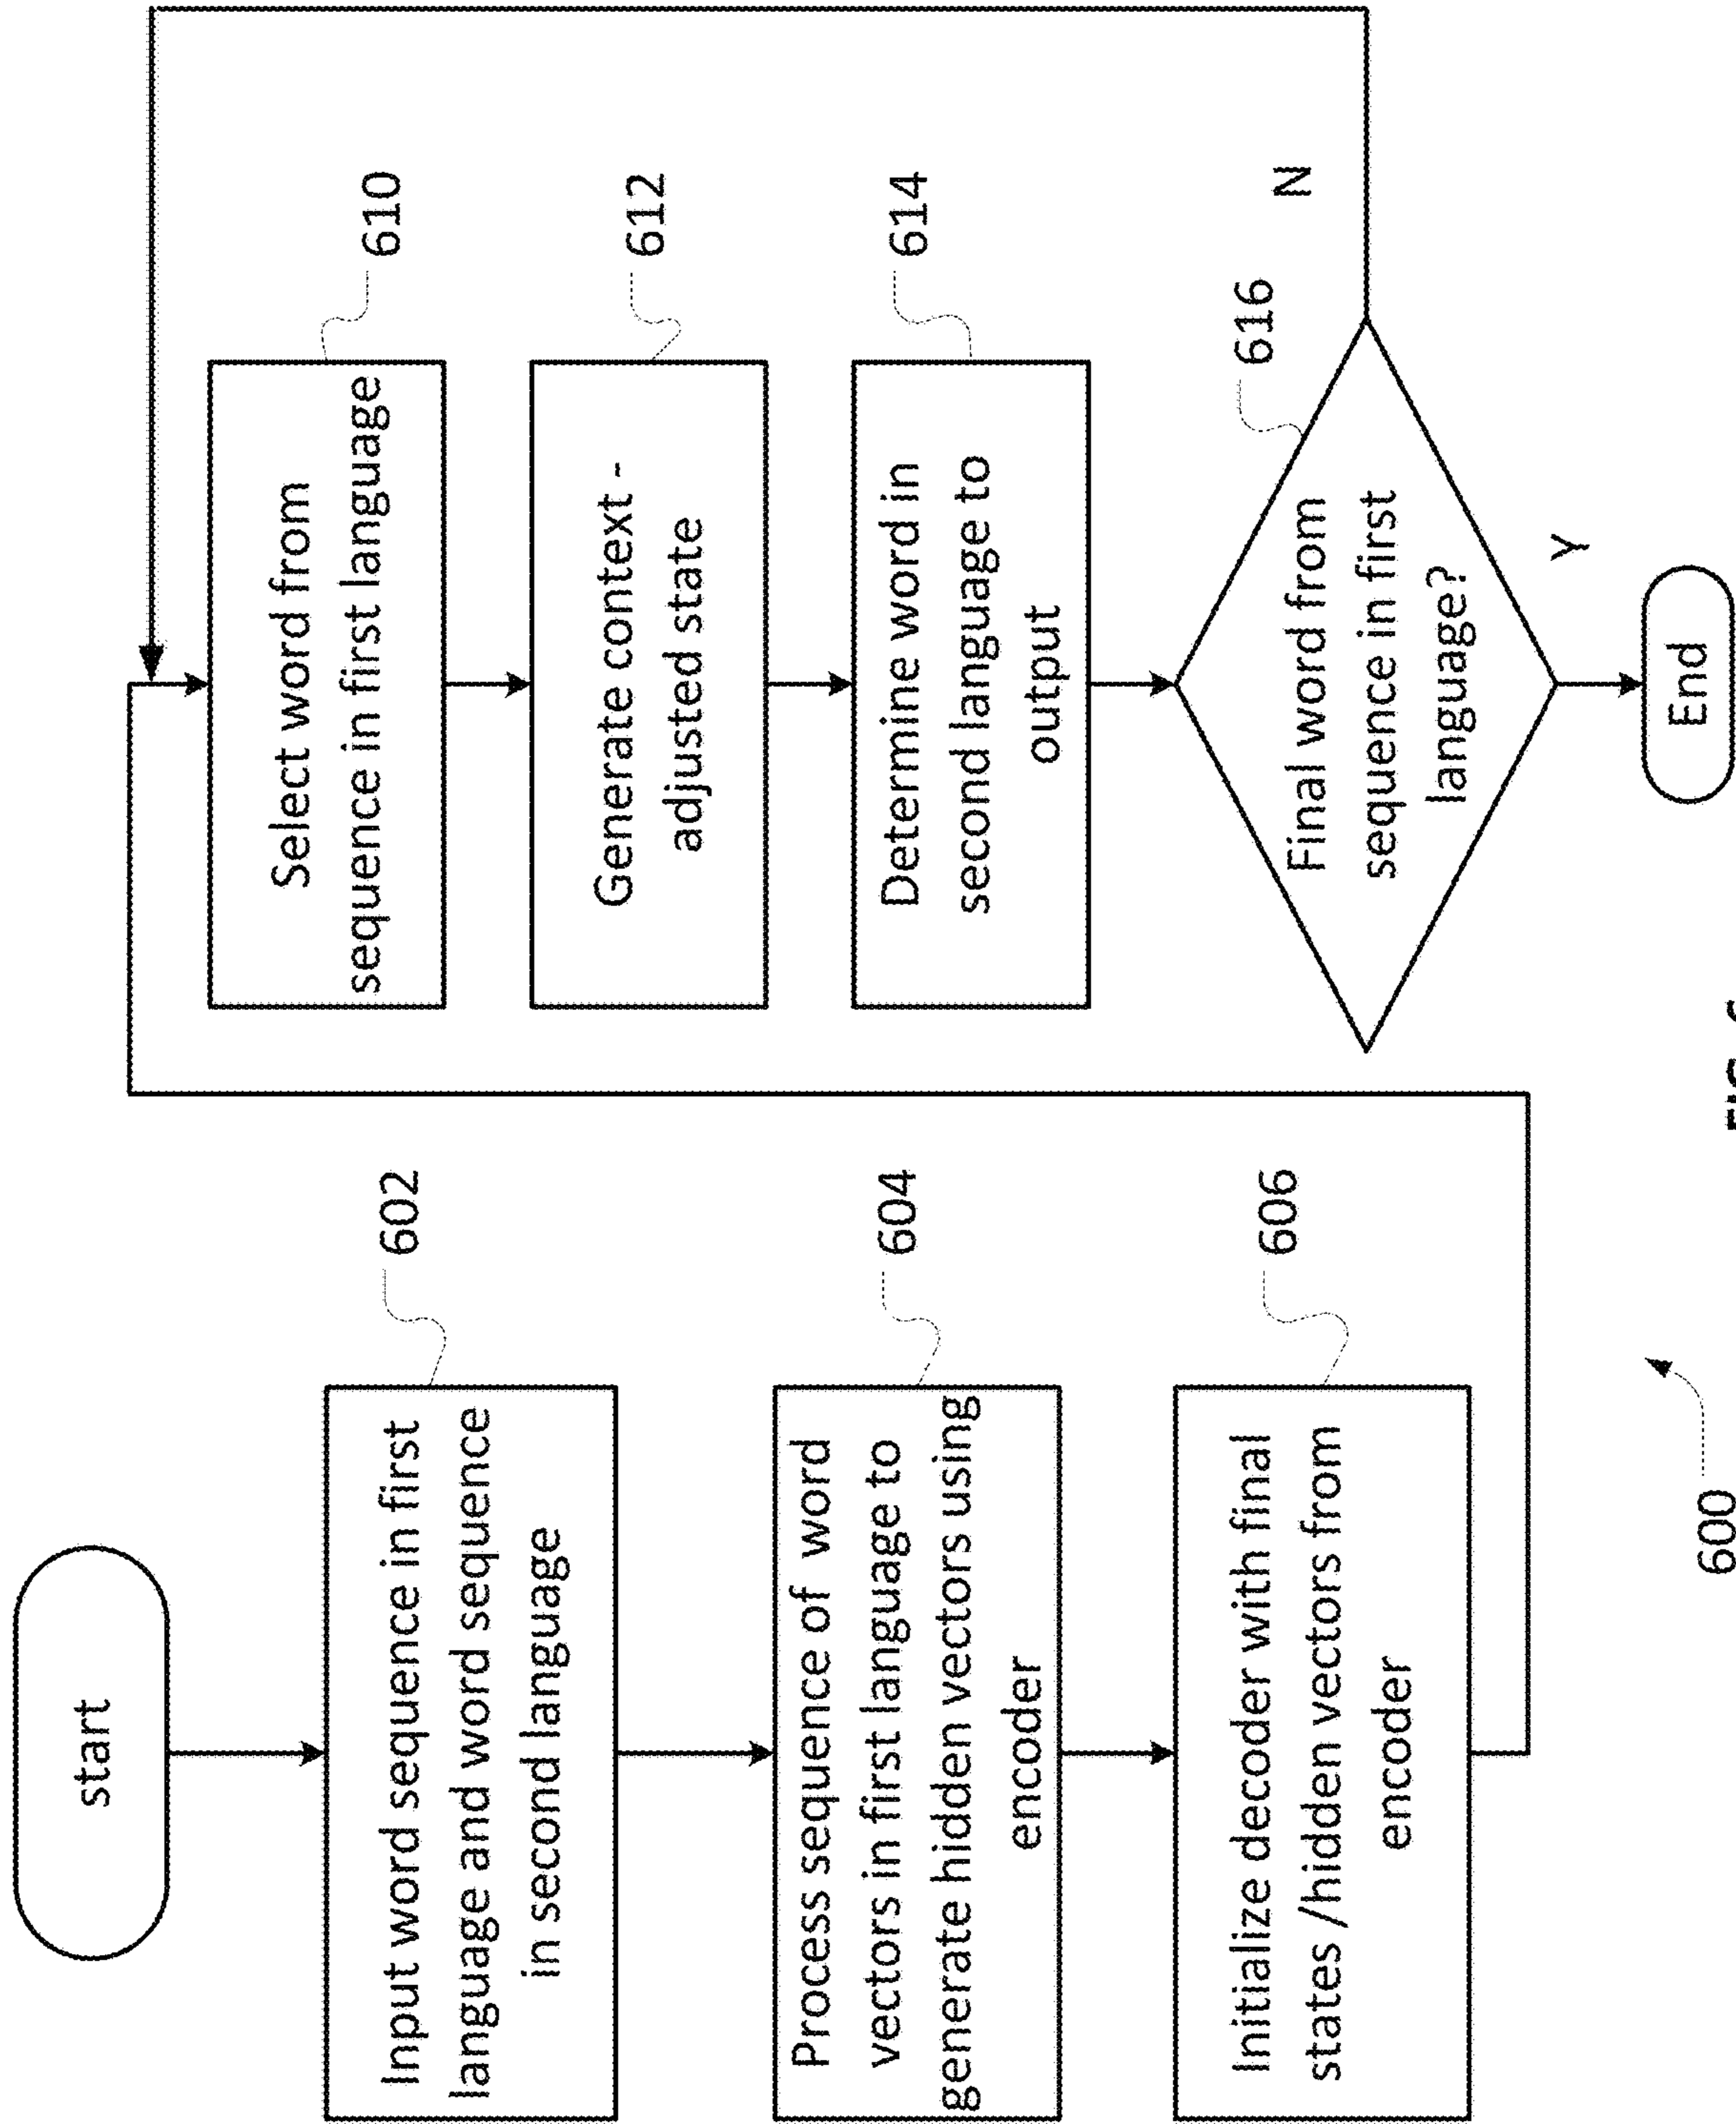 start
Input word sequence in first
language and word sequence
in second language
602
Process sequence of word
vectors in first language to
generate hidden vectors using
encoder
604
Initialize decoder with final
states /hidden vectors from
encoder
606
600
Select word from
sequence in first language
610
Generate context -
adjusted state
612
Determine word in
second language to
output
614
Final word from
sequence in first
language?
616
N
Y
End